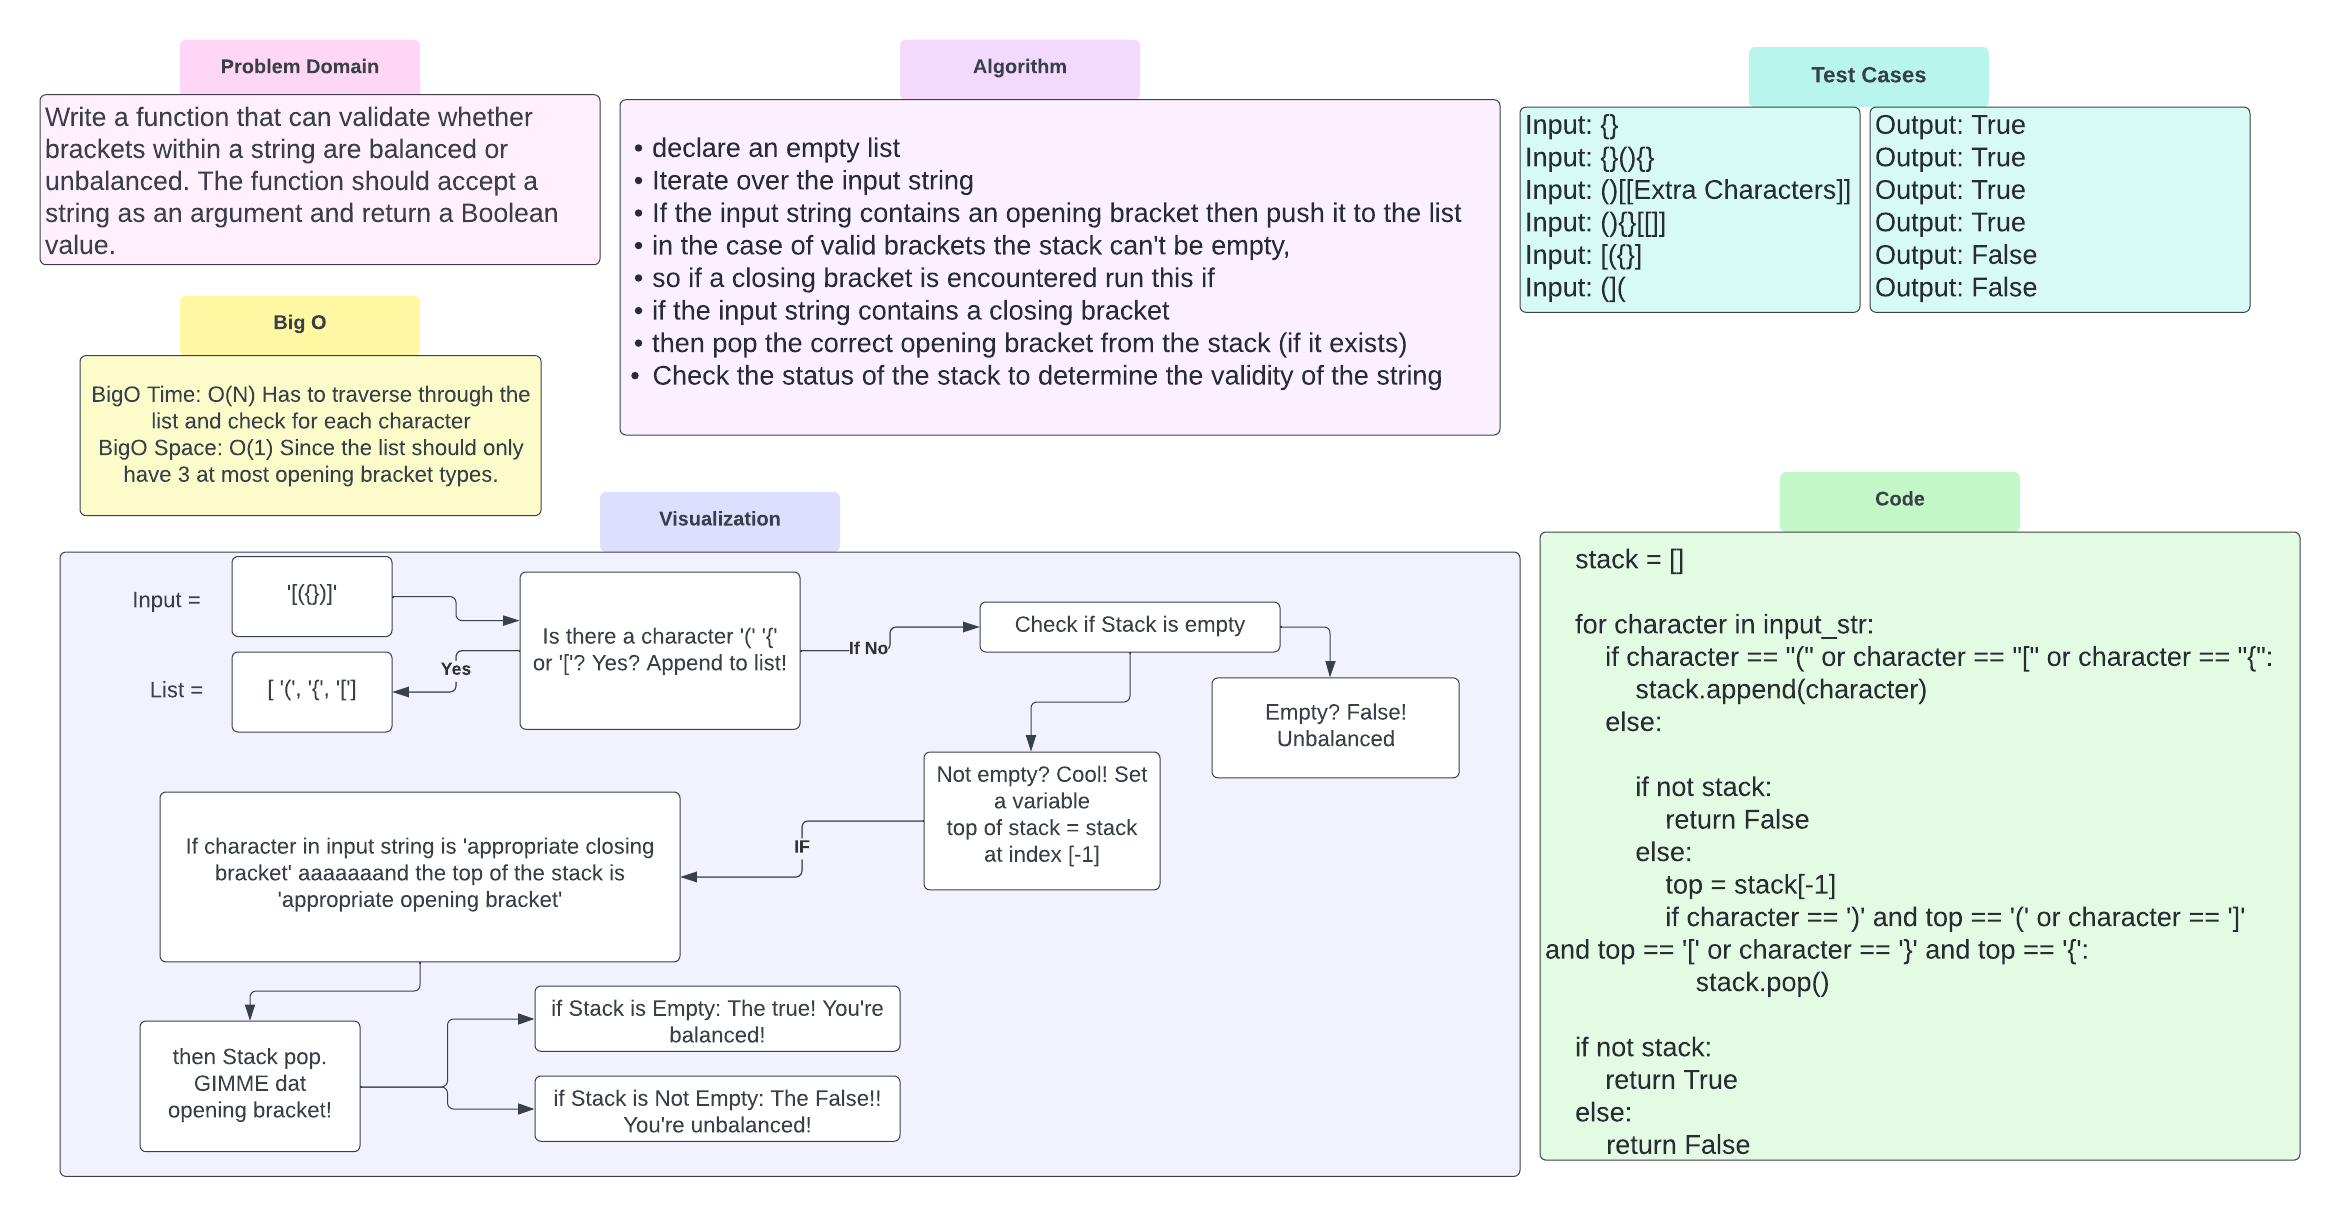 Problem Domain
Write a function that can validate whether
brackets within a string are balanced or
unbalanced. The function should accept a
string as an argument and return a Boolean
value.
Big O
BigO Time: O(N) Has to traverse through the
list and check for each character
BigO Space: O(1) Since the list should only
have 3 at most opening bracket types.
Algorithm
• declare an empty list
• Iterate over the input string
• If the input string contains an opening bracket then push it to the list
• in the case of valid brackets the stack can't be empty,
• so if a closing bracket is encountered run this if
• if the input string contains a closing bracket
• then pop the correct opening bracket from the stack (if it exists)
• Check the status of the stack to determine the validity of the string
Test Cases
Input: {}
Input: {}(){}
Input: ()[[Extra Characters]]
Input: (){}[[]]
Input: [({}]
Input: (](
Output: True
Output: True
Output: True
Output: True
Output: False
Output: False
Visualization
Input =
'[({})]'
List =
[ '(', '{', '[']
Is there a character '(' '{'
or '['? Yes? Append to list!
Yes
If No
Check if Stack is empty
Empty? False!
Unbalanced
Not empty? Cool! Set
a variable
top of stack = stack
at index [-1]
IF
If character in input string is 'appropriate closing
bracket' aaaaaaand the top of the stack is
'appropriate opening bracket'
then Stack pop.
GIMME dat
opening bracket!
if Stack is Empty: The true! You're
balanced!
if Stack is Not Empty: The False!!
You're unbalanced!
Code
stack = []
for character in input_str:
if character == "(" or character == "[" or character == "{":
stack.append(character)
else:
if not stack:
return False
else:
top = stack[-1]
if character == ')' and top == '(' or character == ']'
and top == '[' or character == '}' and top == '{':
stack.pop()
if not stack:
return True
else:
return False